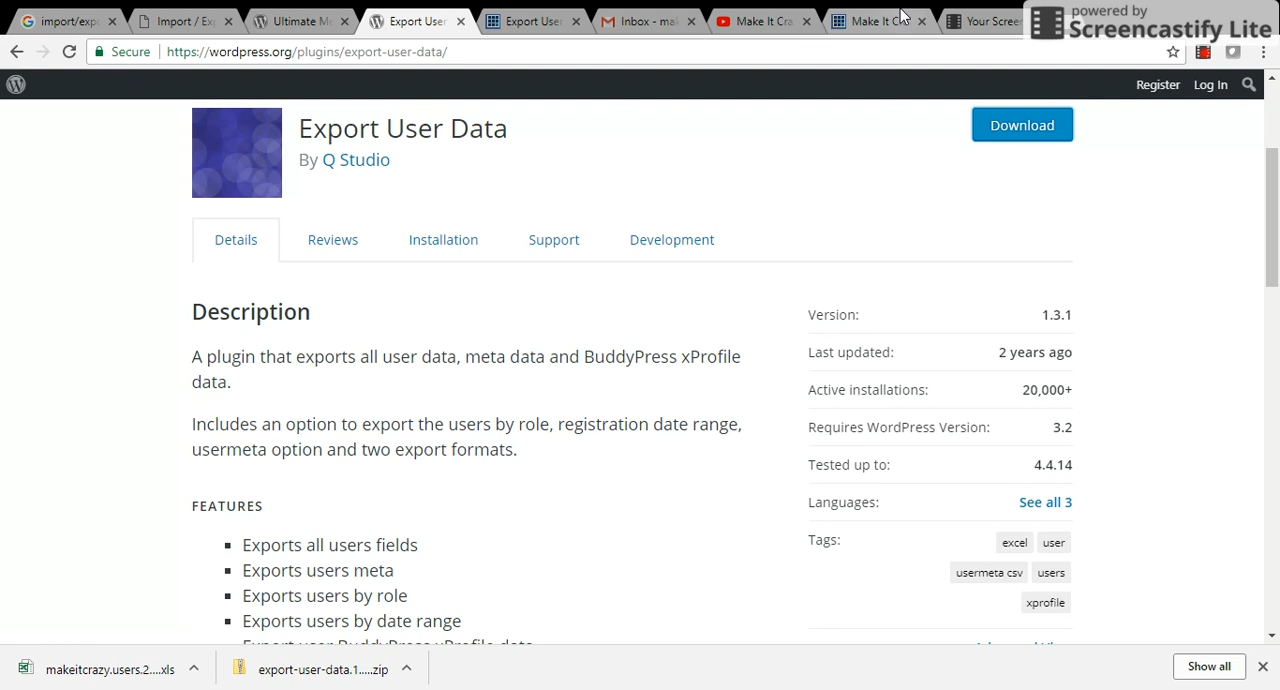 import/exp
Import / Ex
Ultimate M
Export User
Export User
Inbox - mak
Make It Cra
Make It C
Your Scree
powered by
Screencastify Lite
Secure
https://wordpress.org/plugins/export-user-data/
Register
Log In
Export User Data
Download
By Q Studio
Details
Reviews
Installation
Support
Development
Description
A plugin that exports all user data, meta data and BuddyPress xProfile
data.
Includes an option to export the users by role, registration date range,
usermeta option and two export formats.
FEATURES
Exports all users fields
Exports users meta
Exports users by role
Exports users by date range
Export user BuddyPress xProfile data
Version: 1.3.1
Last updated: 2 years ago
Active installations: 20,000+
Requires WordPress Version: 3.2
Tested up to: 4.4.14
Languages: See all 3
Tags: excel user
usermeta csv users
xprofile
makeitcrazy.users.2....xls
export-user-data.1.....zip
Show all